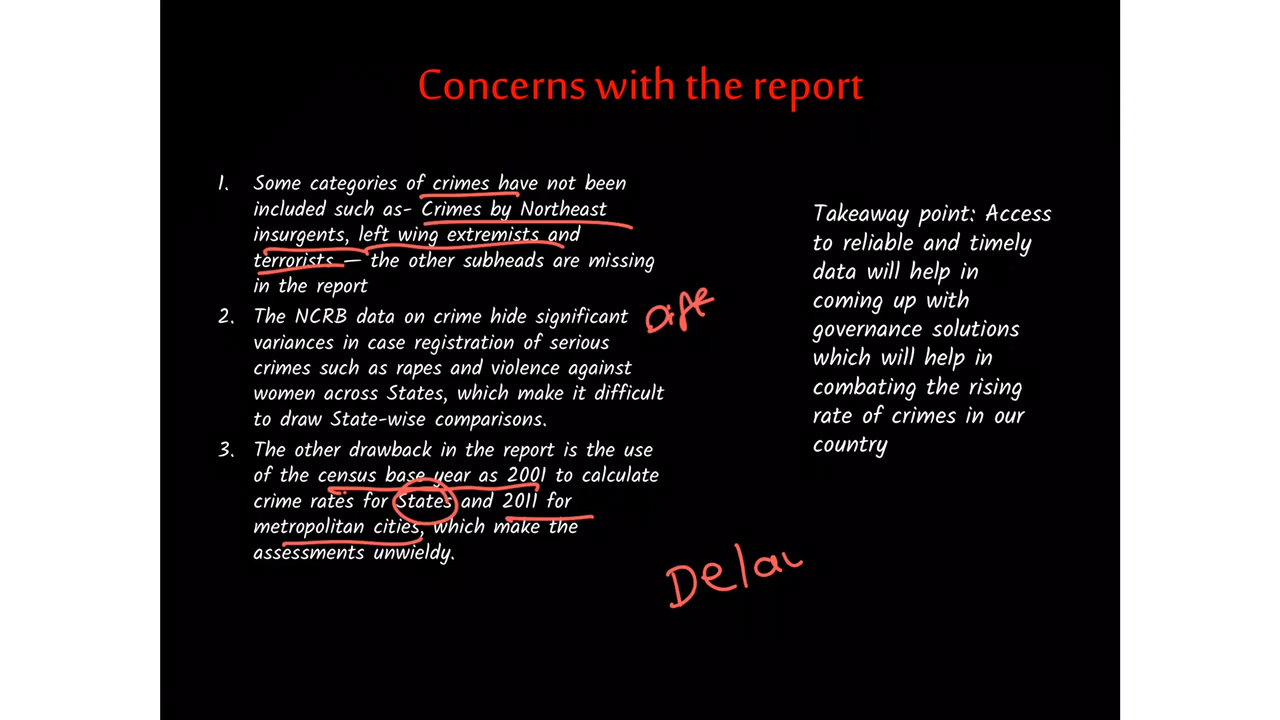 Concerns with the report
1. Some categories of crimes have not been
included such as- Crimes by Northeast
insurgents, left wing extremists and
terrorists — the other subheads are missing
in the report
2. The NCRB data on crime hide significant
variances in case registration of serious
crimes such as rapes and violence against
women across States, which make it difficult
to draw State-wise comparisons.
3. The other drawback in the report is the use
of the census base year as 2001 to calculate
crime rates for States and 2011 for
metropolitan cities, which make the
assessments unwieldy.
Takeaway point: Access
to reliable and timely
data will help in
coming up with
governance solutions
which will help in
combating the rising
rate of crimes in our
country